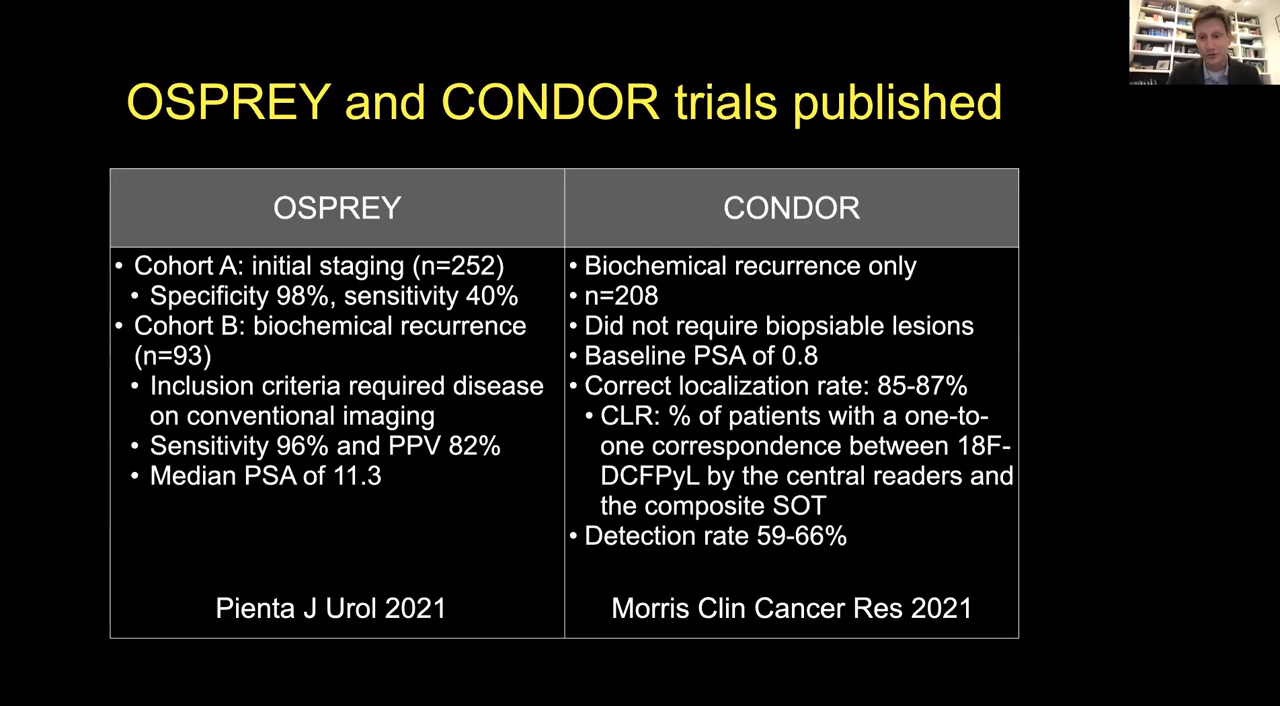 OSPREY and CONDOR trials published
OSPREY
• Cohort A: initial staging (n=252)
• Specificity 98%, sensitivity 40%
• Cohort B: biochemical recurrence
(n=93)
• Inclusion criteria required disease
on conventional imaging
• Sensitivity 96% and PPV 82%
• Median PSA of 11.3
Pienta J Urol 2021
CONDOR
• Biochemical recurrence only
• n=208
• Did not require biopsiable lesions
• Baseline PSA of 0.8
• Correct localization rate: 85-87%
• CLR: % of patients with a one-to-
one correspondence between 18F-
DCFPyL by the central readers and
the composite SOT
• Detection rate 59-66%
Morris Clin Cancer Res 2021